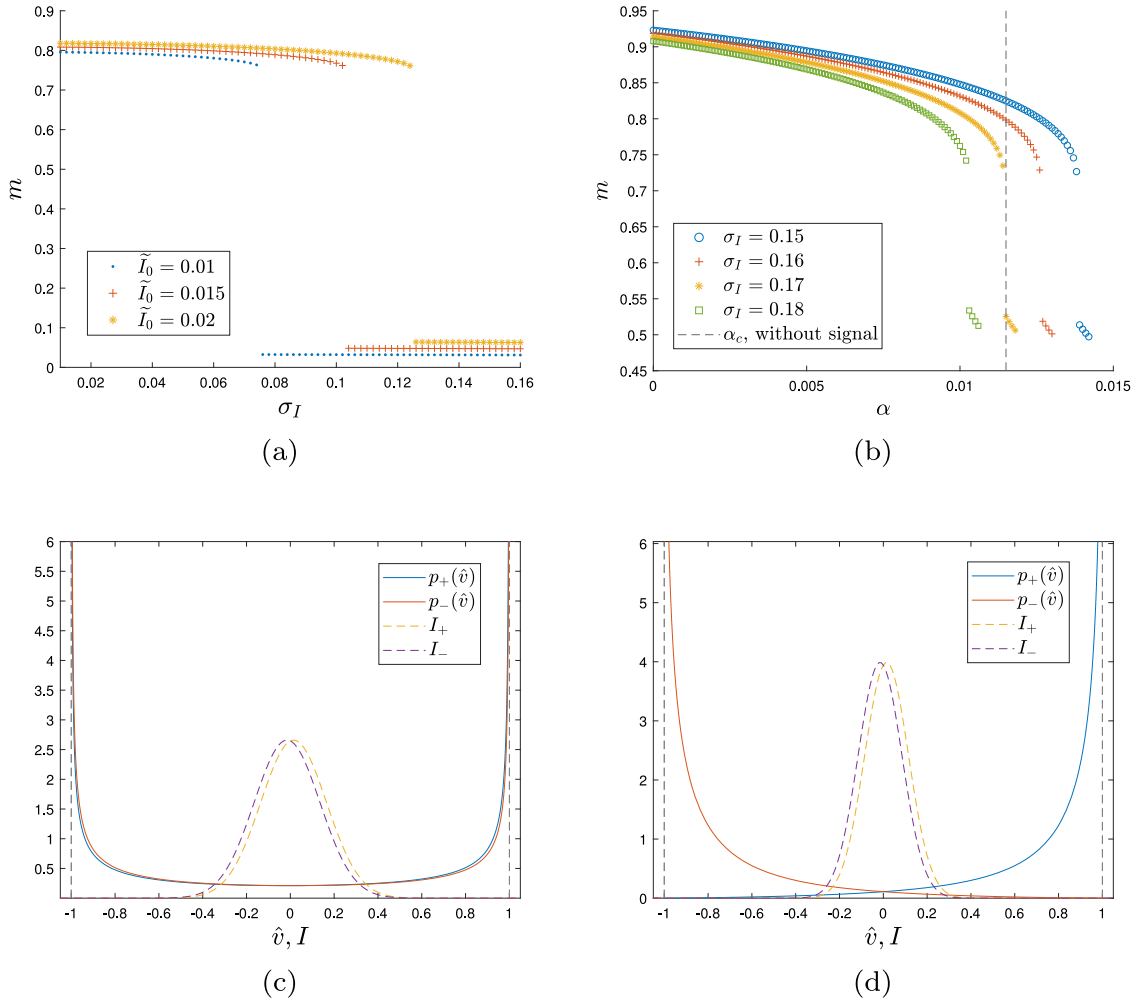 0.9
0.8
0.7
0.6
0.5
0.4
0.3
0.2
0.1
0
m
Ĩ₀ = 0.01
Ĩ₀ = 0.015
Ĩ₀ = 0.02
0.02 0.04 0.06 0.08 0.1 0.12 0.14 0.16
σ_I
(a)
0.95
0.9
0.85
0.8
0.75
0.7
0.65
0.6
0.55
0.5
0.45
m
σ_I = 0.15
σ_I = 0.16
σ_I = 0.17
σ_I = 0.18
α_c, without signal
0 0.005 0.01 0.015
α
(b)
6
5.5
5
4.5
4
3.5
3
2.5
2
1.5
1
0.5
p₊(v̂)
p₋(v̂)
I₊
I₋
-1 -0.8 -0.6 -0.4 -0.2 0 0.2 0.4 0.6 0.8 1
v̂, I
(c)
6
5
4
3
2
1
0
p₊(v̂)
p₋(v̂)
I₊
I₋
-1 -0.8 -0.6 -0.4 -0.2 0 0.2 0.4 0.6 0.8 1
v̂, I
(d)